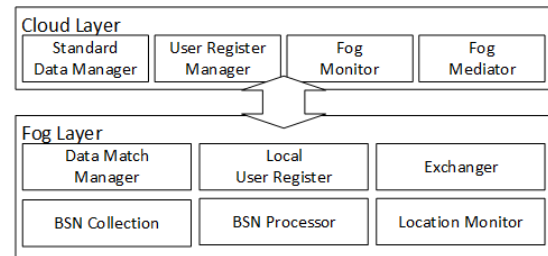 Cloud Layer
Standard
Data Manager
User Register
Manager
Fog
Monitor
Fog
Mediator
Fog Layer
Data Match
Manager
Local
User Register
Exchanger
BSN Collection
BSN Processor
Location Monitor